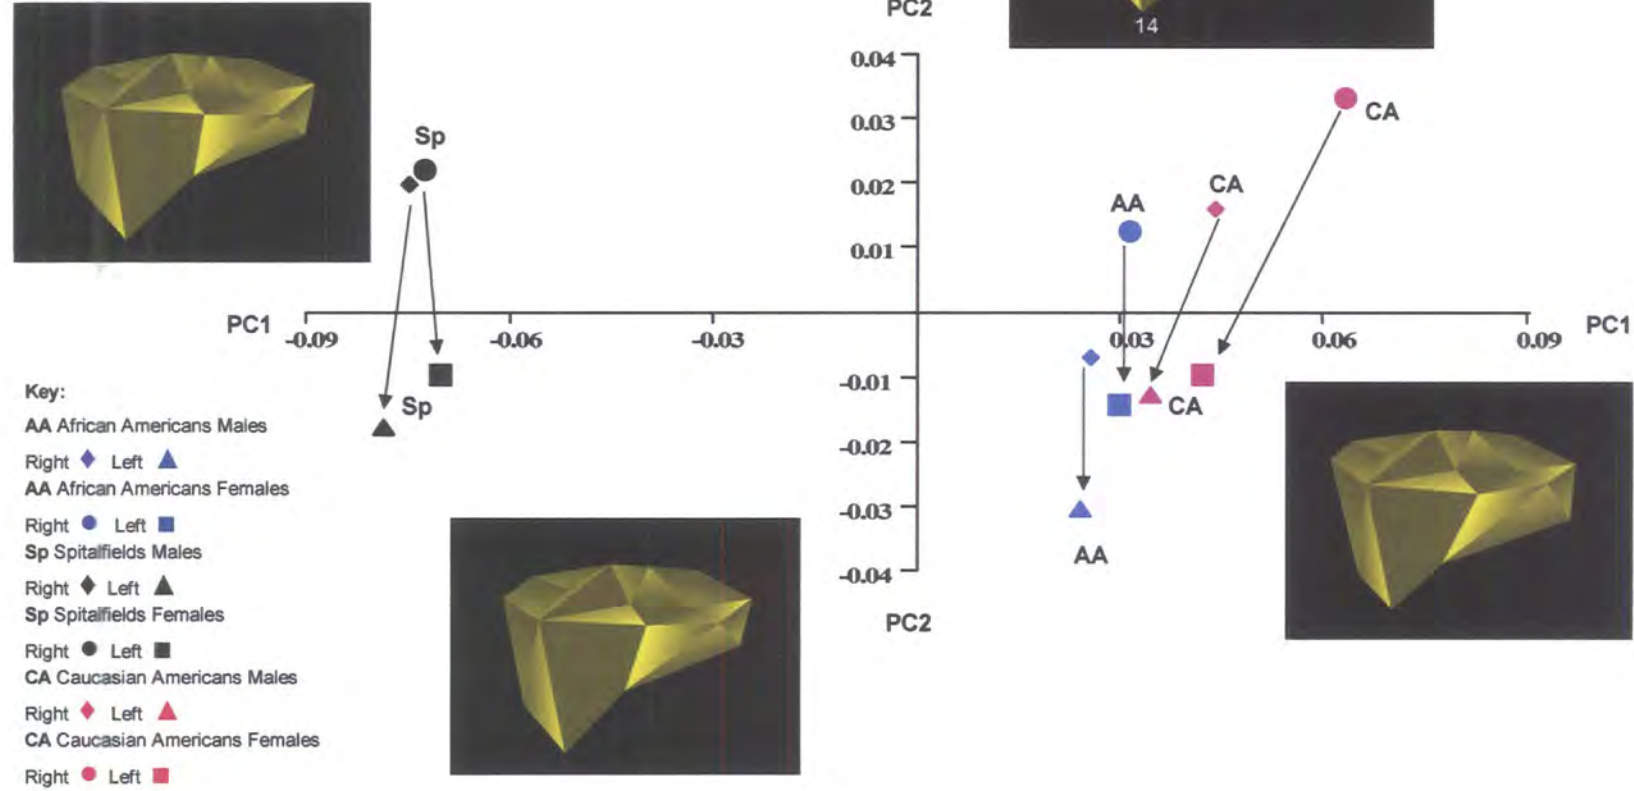 PC2
14
0.04
0.03
0.02
0.01
-0.01
-0.02
-0.03
-0.04
PC2
PC1
-0.09
-0.06
-0.03
0.03
0.06
0.09
PC1
Sp
Sp
AA
CA
CA
CA
AA
Key:
AA African Americans Males
Right Left
AA African Americans Females
Right Left
Sp Spitalfields Males
Right Left
Sp Spitalfields Females
Right Left
CA Caucasian Americans Males
Right Left
CA Caucasian Americans Females
Right Left